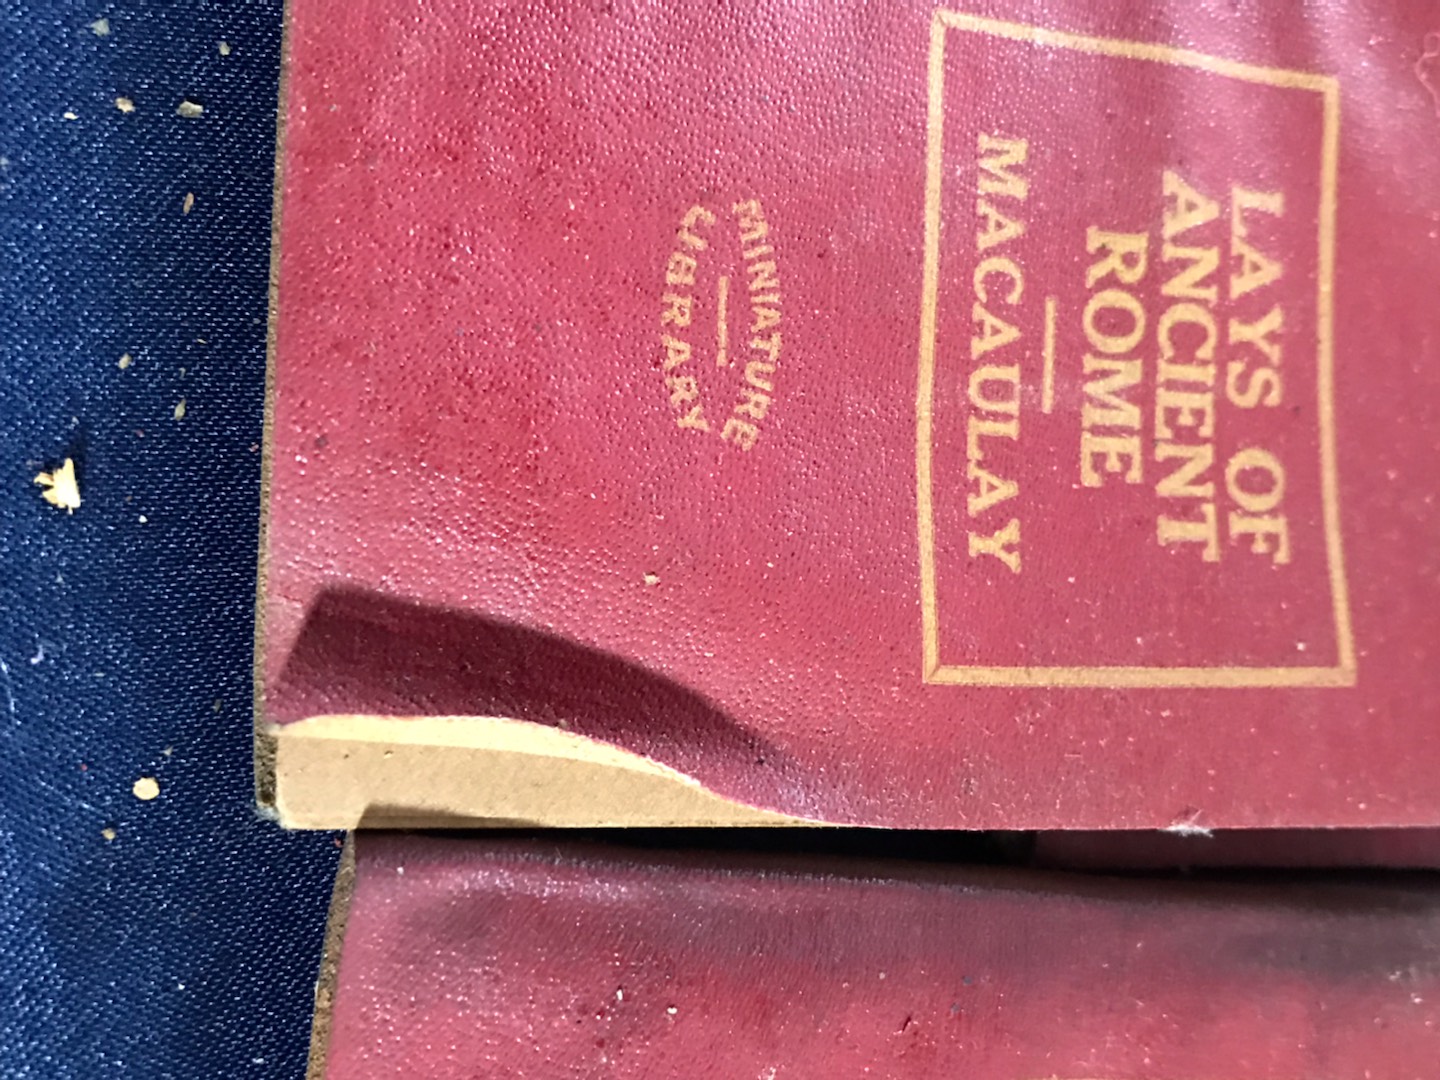 LAYS OF
ANCIENT
ROME
MACAULAY
MINIATURE
LIBRARY